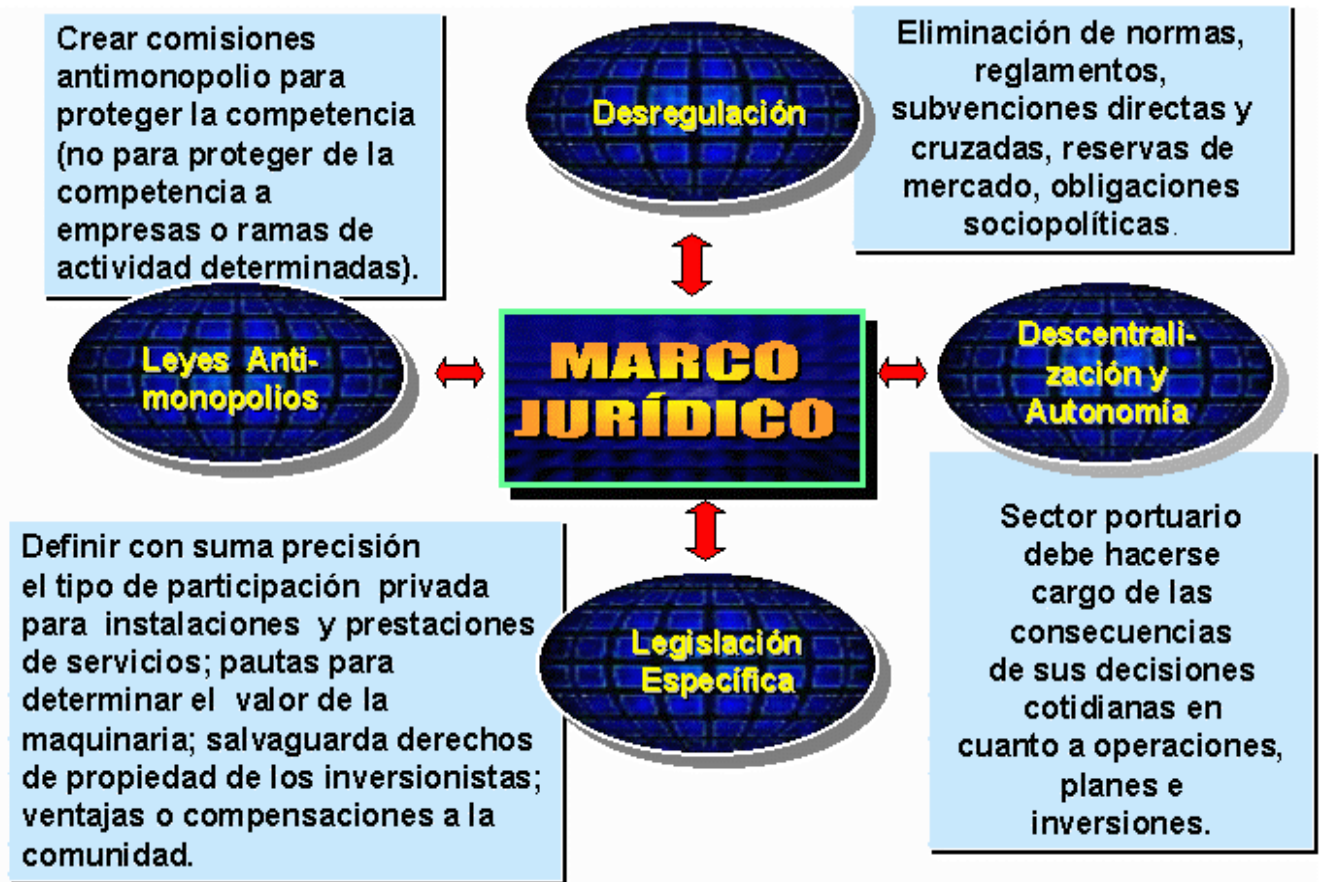 Crear comisiones
antimonopolio para
proteger la competencia
(no para proteger de la
competencia a
empresas o ramas de
actividad determinadas).
Desregulación
Eliminación de normas,
reglamentos,
subvenciones directas y
cruzadas, reservas de
mercado, obligaciones
sociopolíticas.
Leyes Anti-
monopolios
MARCO
JURÍDICO
Descentrali-
zación y
Autonomía
Definir con suma precisión
el tipo de participación privada
para instalaciones y prestaciones
de servicios; pautas para
determinar el valor de la
maquinaria; salvaguarda derechos
de propiedad de los inversionistas;
ventajas o compensaciones a la
comunidad.
Legislación
Específica
Sector portuario
debe hacerse
cargo de las
consecuencias
de sus decisiones
cotidianas en
cuanto a operaciones,
planes e
inversiones.